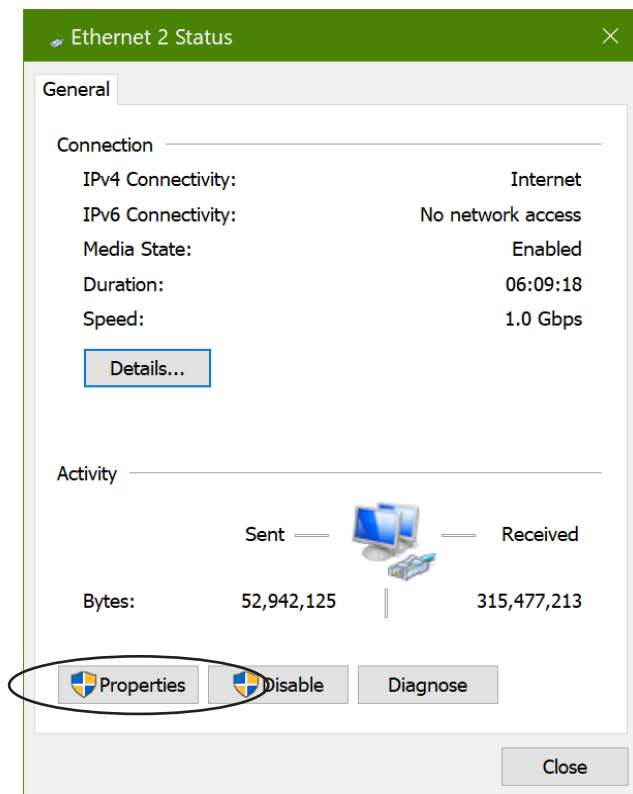 Ethernet 2 Status
General
Connection
IPv4 Connectivity: Internet
IPv6 Connectivity: No network access
Media State: Enabled
Duration: 06:09:18
Speed: 1.0 Gbps
Details...
Activity
Sent Received
Bytes: 52,942,125 315,477,213
Properties Disable Diagnose
Close